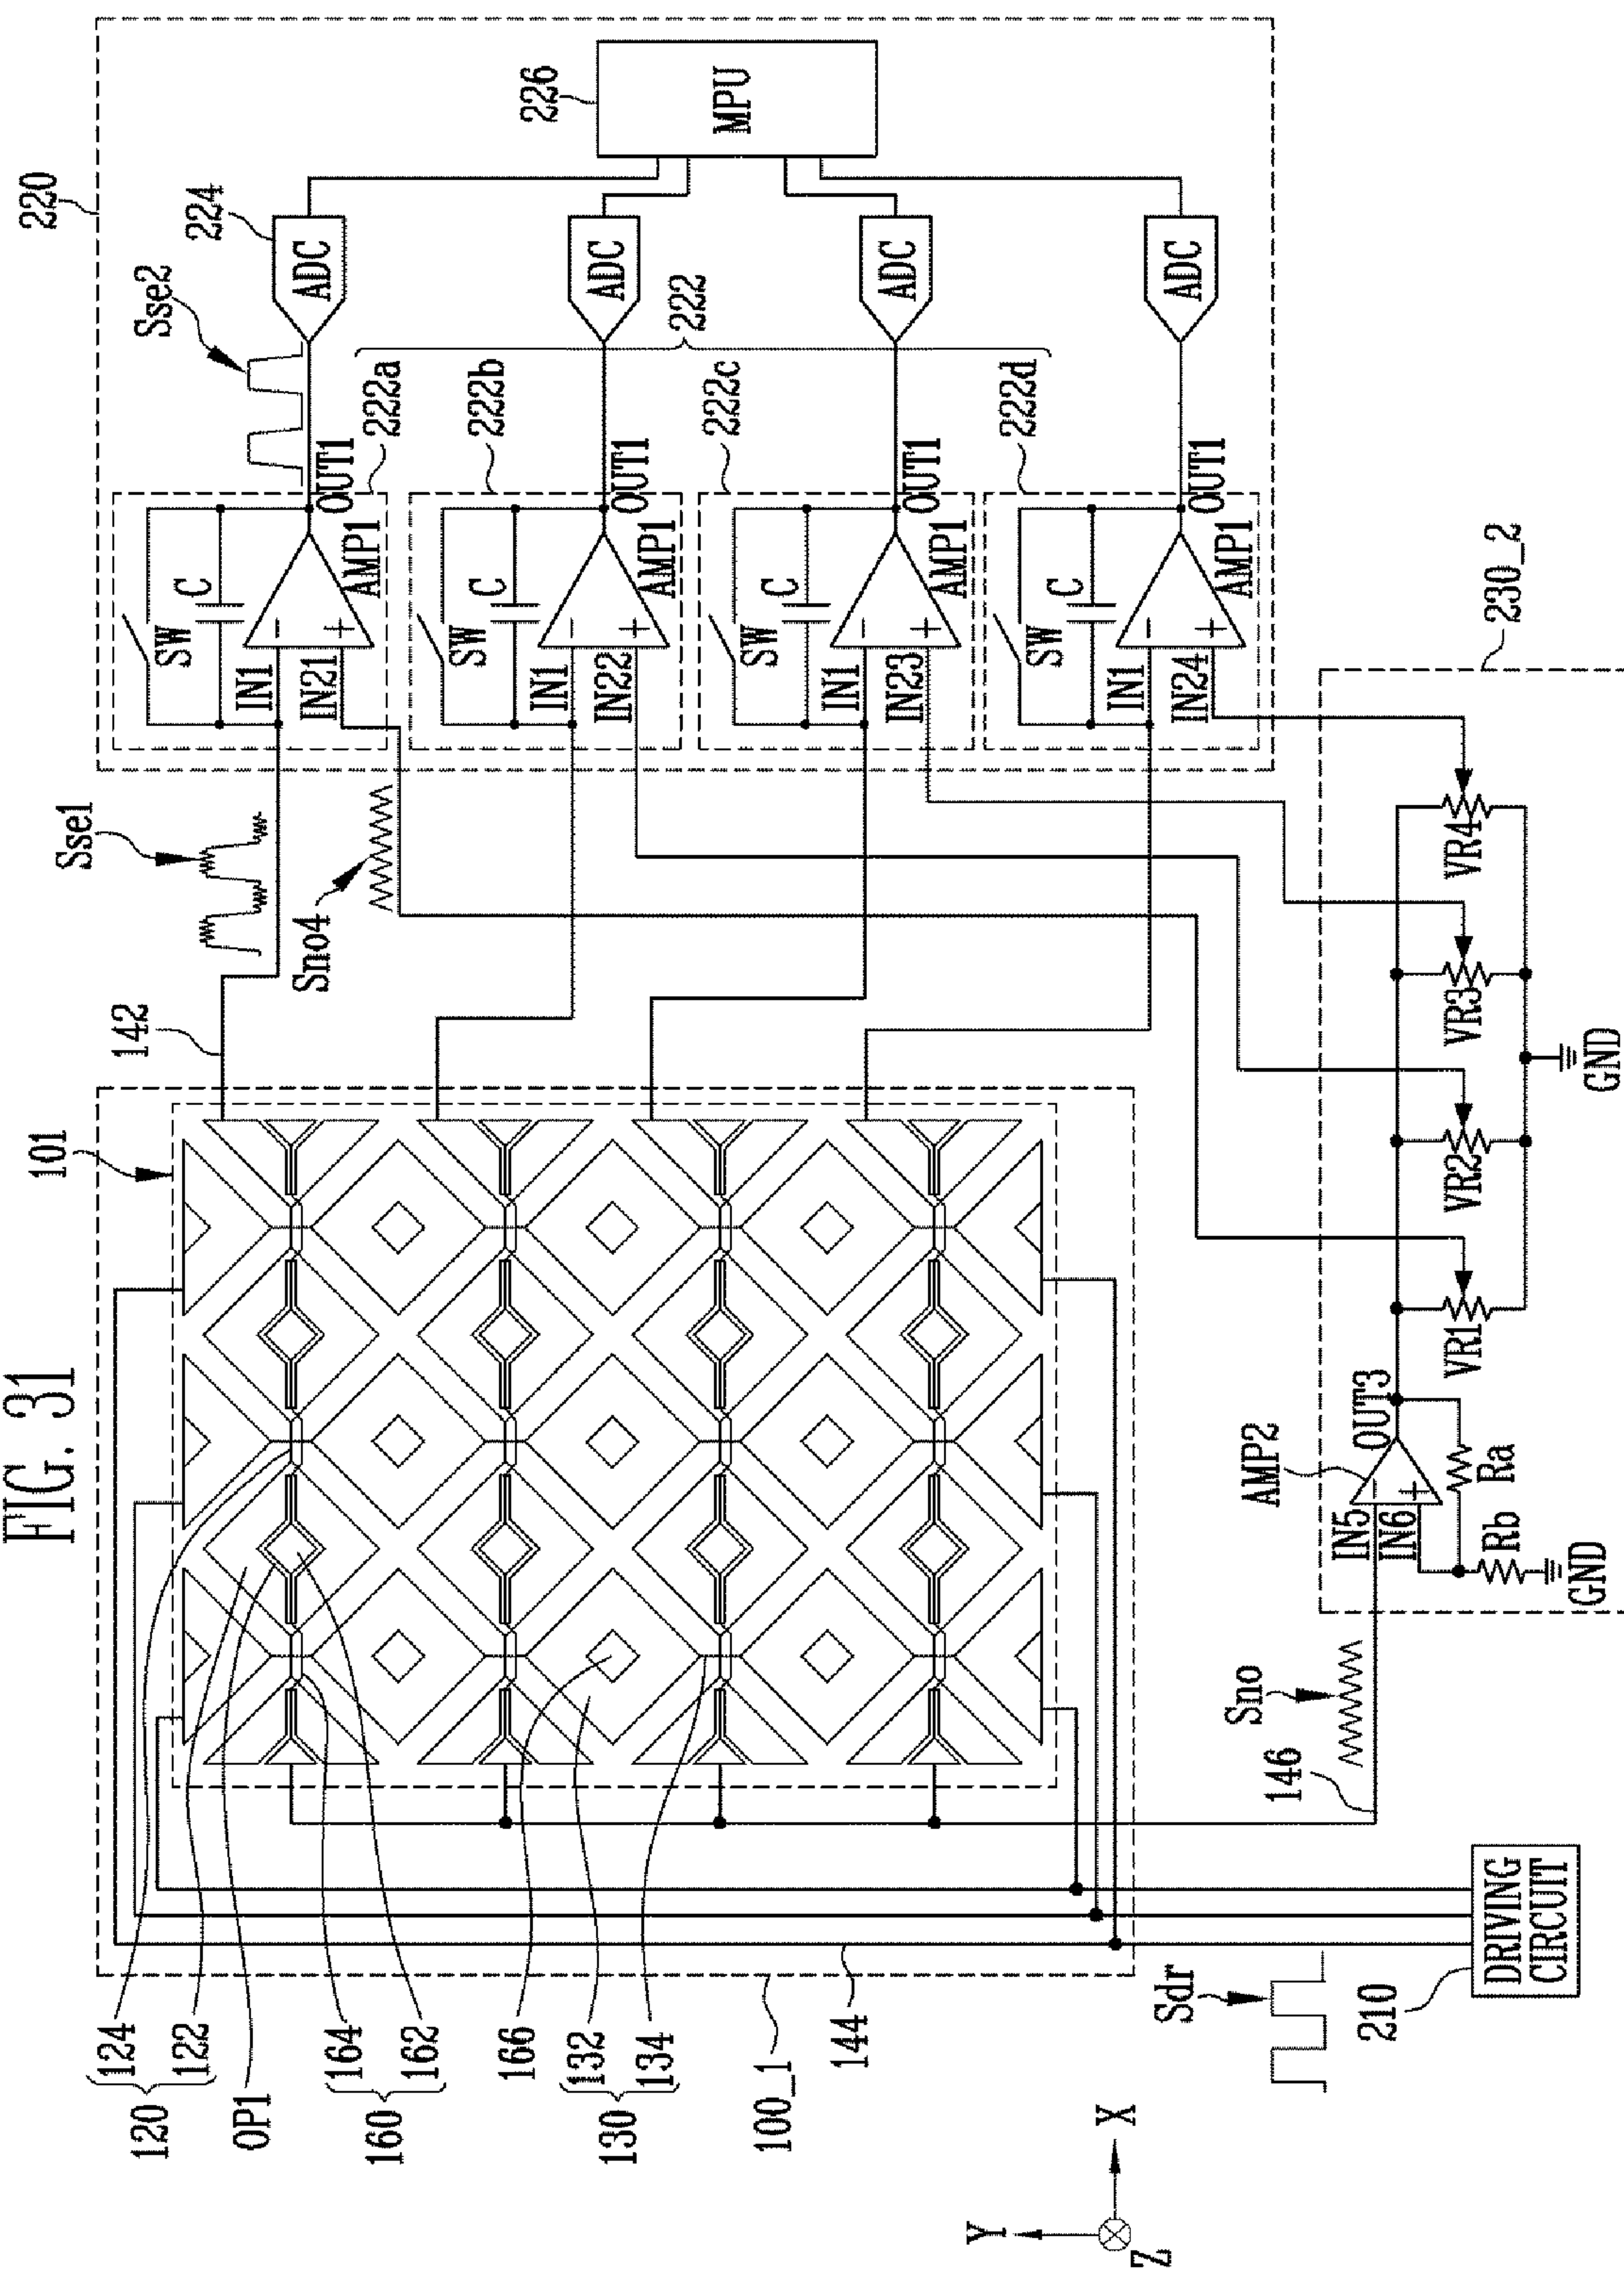 FIG. 31
220
226
MPU
224
Sse2
ADC
ADC
ADC
ADC
222
222a
222b
222c
222d
OUT1
OUT1
OUT1
OUT1
SW
C
AMP1
IN1
IN21
SW
C
AMP1
IN1
IN22
SW
C
AMP1
IN1
IN23
SW
C
AMP1
IN1
IN24
Sse1
Sno4
142
101
230_2
VR1
VR2
VR3
VR4
GND
AMP2
OUT3
IN5
IN6
Ra
Rb
GND
Sno
146
124
122
120
OP1
164
162
160
166
132
134
130
100_1
144
Sdr
210
DRIVING
CIRCUIT
Y
X
Z